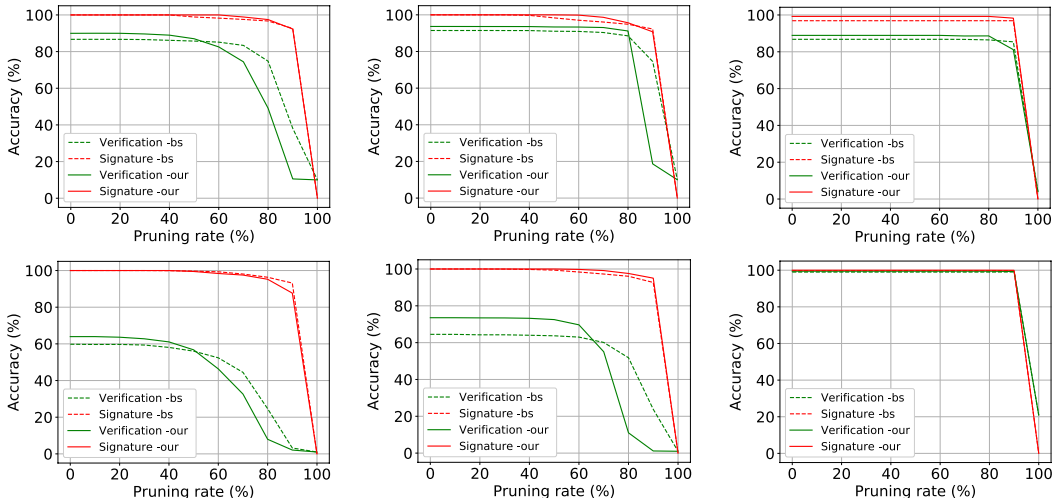 100
80
60
40
20
0
Accuracy (%)
Verification -bs
Signature -bs
Verification -our
Signature -our
0 20 40 60 80 100
Pruning rate (%)
100
80
60
40
20
0
Accuracy (%)
Verification -bs
Signature -bs
Verification -our
Signature -our
0 20 40 60 80 100
Pruning rate (%)
100
80
60
40
20
0
Accuracy (%)
Verification -bs
Signature -bs
Verification -our
Signature -our
0 20 40 60 80 100
Pruning rate (%)
100
80
60
40
20
0
Accuracy (%)
Verification -bs
Signature -bs
Verification -our
Signature -our
0 20 40 60 80 100
Pruning rate (%)
100
80
60
40
20
0
Accuracy (%)
Verification -bs
Signature -bs
Verification -our
Signature -our
0 20 40 60 80 100
Pruning rate (%)
100
80
60
40
20
0
Accuracy (%)
Verification -bs
Signature -bs
Verification -our
Signature -our
0 20 40 60 80 100
Pruning rate (%)